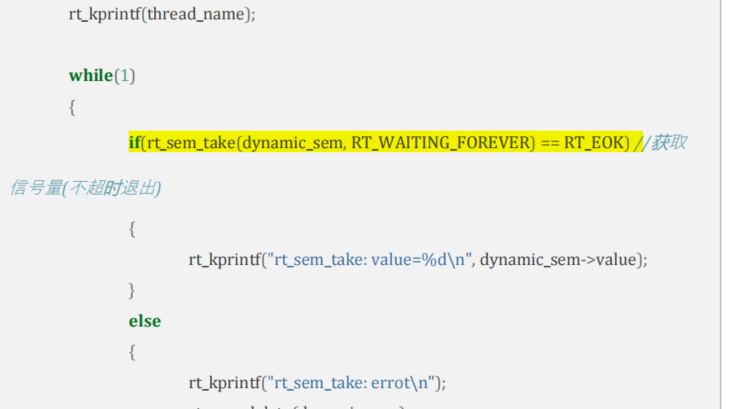 rt_kprintf(thread_name);
while(1)
{
if(rt_sem_take(dynamic_sem, RT_WAITING_FOREVER) == RT_EOK) //获取
信号量(不超时退出)
{
rt_kprintf("rt_sem_take: value=%d\n", dynamic_sem->value);
}
else
{
rt_kprintf("rt_sem_take: errot\n");